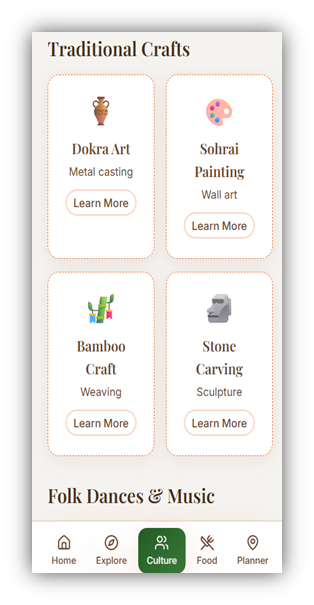 Traditional Crafts
Dokra Art
Metal casting
Learn More
Sohrai
Painting
Wall art
Learn More
Bamboo
Craft
Weaving
Learn More
Stone
Carving
Sculpture
Learn More
Folk Dances & Music
Home
Explore
Culture
Food
Planner